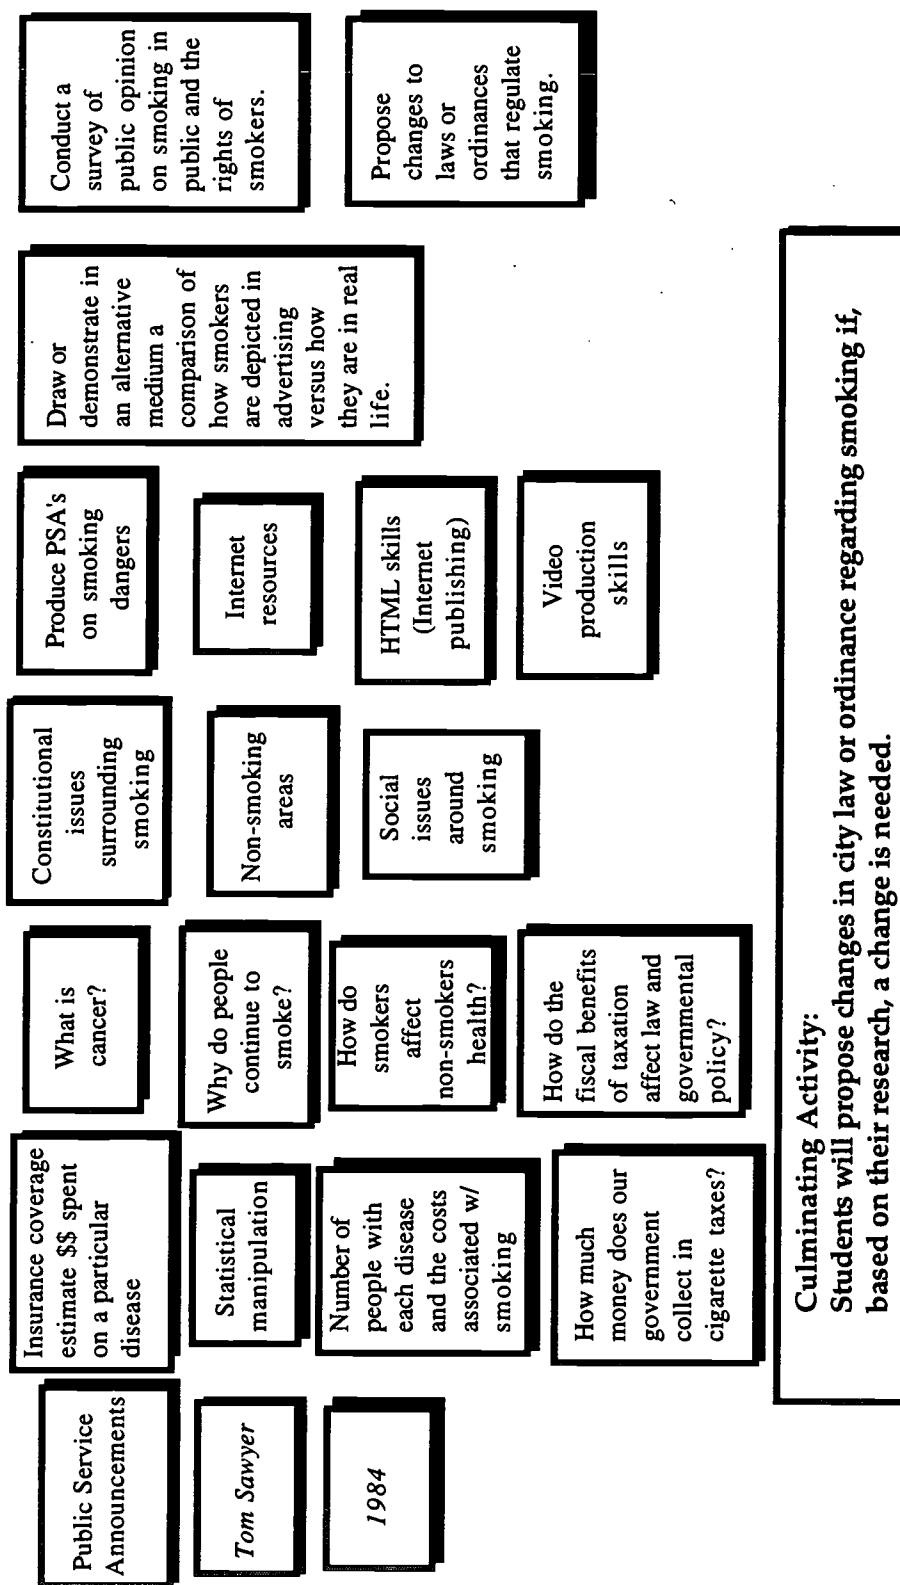 Public Service
Announcements
Tom Sawyer
1984
Insurance coverage
estimate $$ spent
on a particular
disease
Statistical
manipulation
Number of
people with
each disease
and the costs
associated w/
smoking
How much
money does our
government
collect in
cigarette taxes?
What is
cancer?
Why do people
continue to
smoke?
How do
smokers
affect
non-smokers
health?
How do the
fiscal benefits
of taxation
affect law and
governmental
policy?
Constitutional
issues
surrounding
smoking
Non-smoking
areas
Social
issues
around
smoking
Produce PSA's
on smoking
dangers
Internet
resources
HTML skills
(Internet
publishing)
Video
production
skills
Draw or
demonstrate in
an alternative
medium a
comparison of
how smokers
are depicted in
advertising
versus how
they are in real
life.
Conduct a
survey of
public opinion
on smoking in
public and the
rights of
smokers.
Propose
changes to
laws or
ordinances
that regulate
smoking.
Culminating Activity:
Students will propose changes in city law or ordinance regarding smoking if,
based on their research, a change is needed.